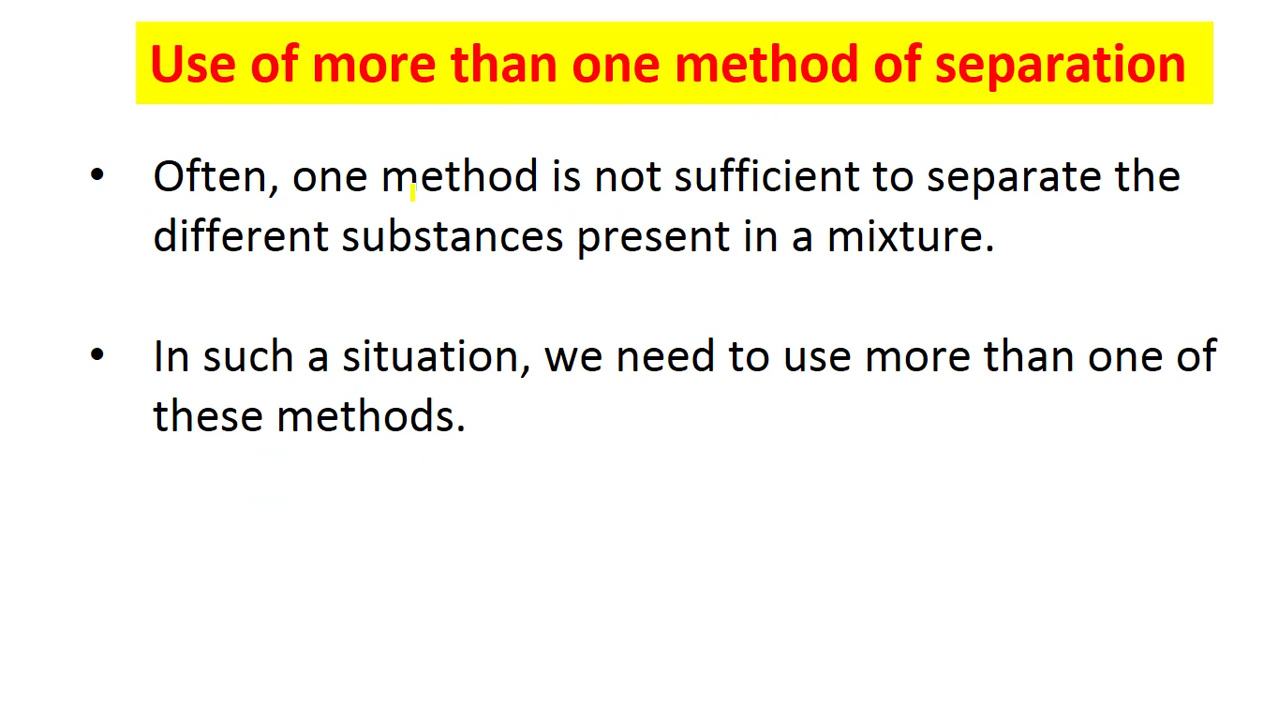 Use of more than one method of separation
• Often, one method is not sufficient to separate the
different substances present in a mixture.
• In such a situation, we need to use more than one of
these methods.